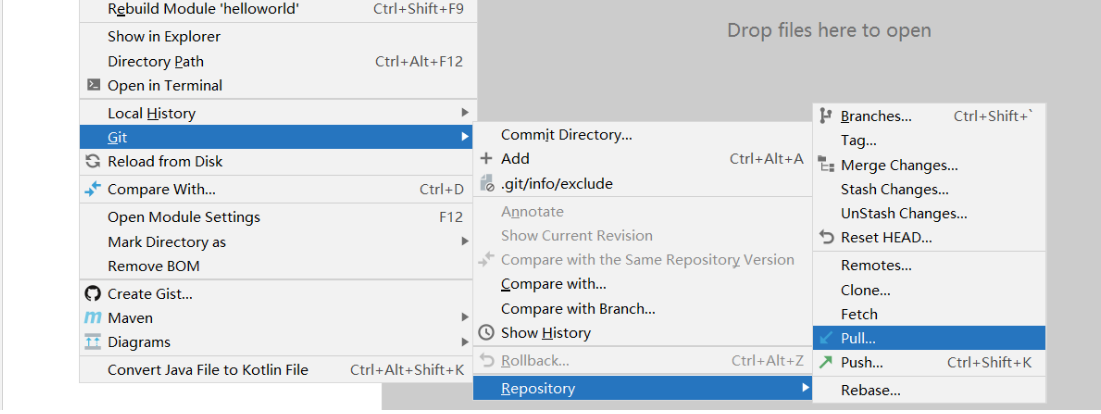 Rebuild Module 'helloworld' Ctrl+Shift+F9
Show in Explorer
Directory Path Ctrl+Alt+F12
Open in Terminal
Local History
Git
Reload from Disk
Compare With... Ctrl+D
Open Module Settings F12
Mark Directory as
Remove BOM
Create Gist...
Maven
Diagrams
Convert Java File to Kotlin File Ctrl+Alt+Shift+K
Drop files here to open
Commit Directory...
Add Ctrl+Alt+A
.git/info/exclude
Annotate
Show Current Revision
Compare with the Same Repository Version
Compare with...
Compare with Branch...
Show History
Rollback... Ctrl+Alt+Z
Repository
Branches... Ctrl+Shift+`
Tag...
Merge Changes...
Stash Changes...
UnStash Changes...
Reset HEAD...
Remotes...
Clone...
Fetch
Pull...
Push... Ctrl+Shift+K
Rebase...